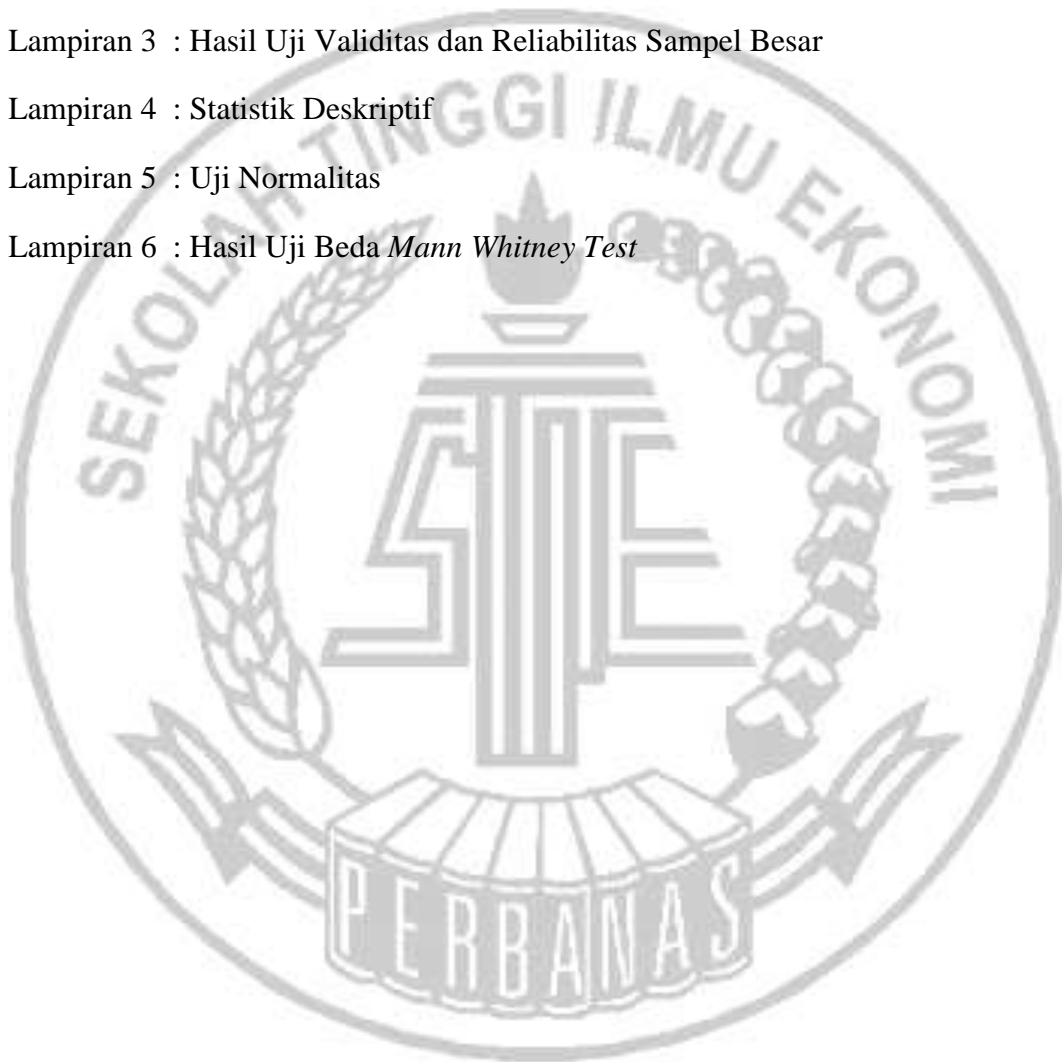 Lampiran 3  : Hasil Uji Validitas dan Reliabilitas Sampel Besar
Lampiran 4  : Statistik Deskriptif
Lampiran 5  : Uji Normalitas
Lampiran 6  : Hasil Uji Beda Mann Whitney Test
SEKOLAH TINGGI ILMU EKONOMI
STIE
PERBANAS